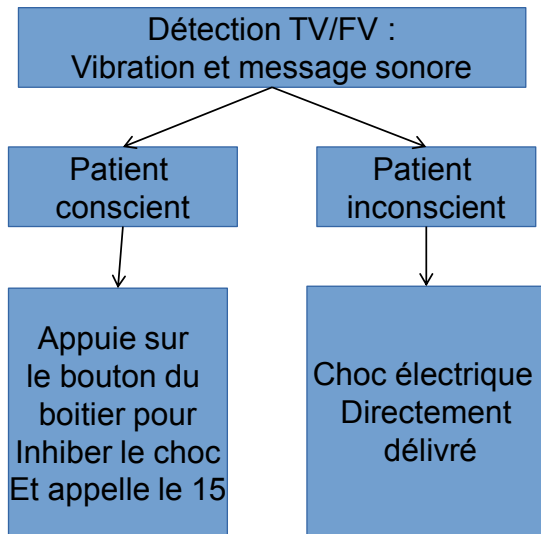 Détection TV/FV :
Vibration et message sonore
Patient
conscient
Patient
inconscient
Appuie sur
le bouton du
boitier pour
Inhiber le choc
Et appelle le 15
Choc électrique
Directement
délivré